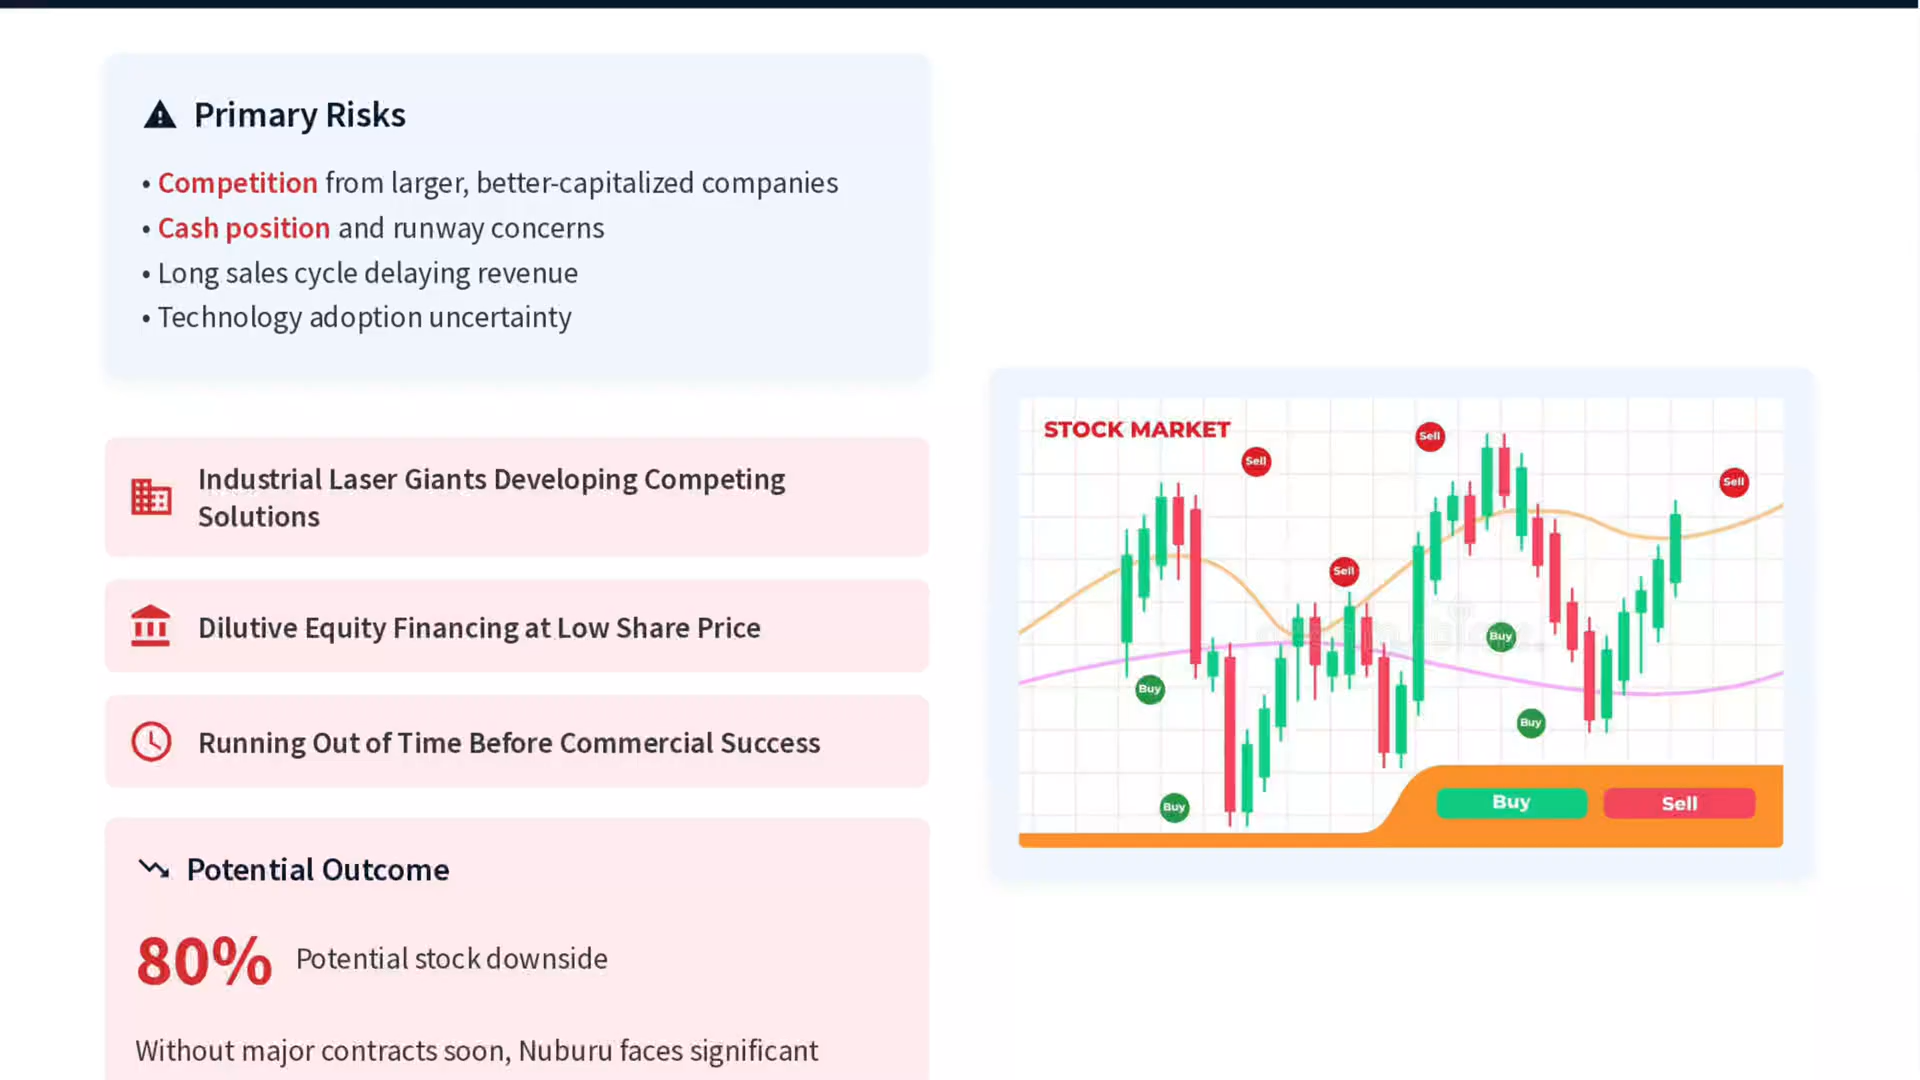 Primary Risks
• Competition from larger, better-capitalized companies
• Cash position and runway concerns
• Long sales cycle delaying revenue
• Technology adoption uncertainty
Industrial Laser Giants Developing Competing
Solutions
Dilutive Equity Financing at Low Share Price
Running Out of Time Before Commercial Success
Potential Outcome
80% Potential stock downside
Without major contracts soon, Nuburu faces significant
STOCK MARKET
Sell
Sell
Sell
Sell
Buy
Buy
Buy
Buy
Buy
Sell